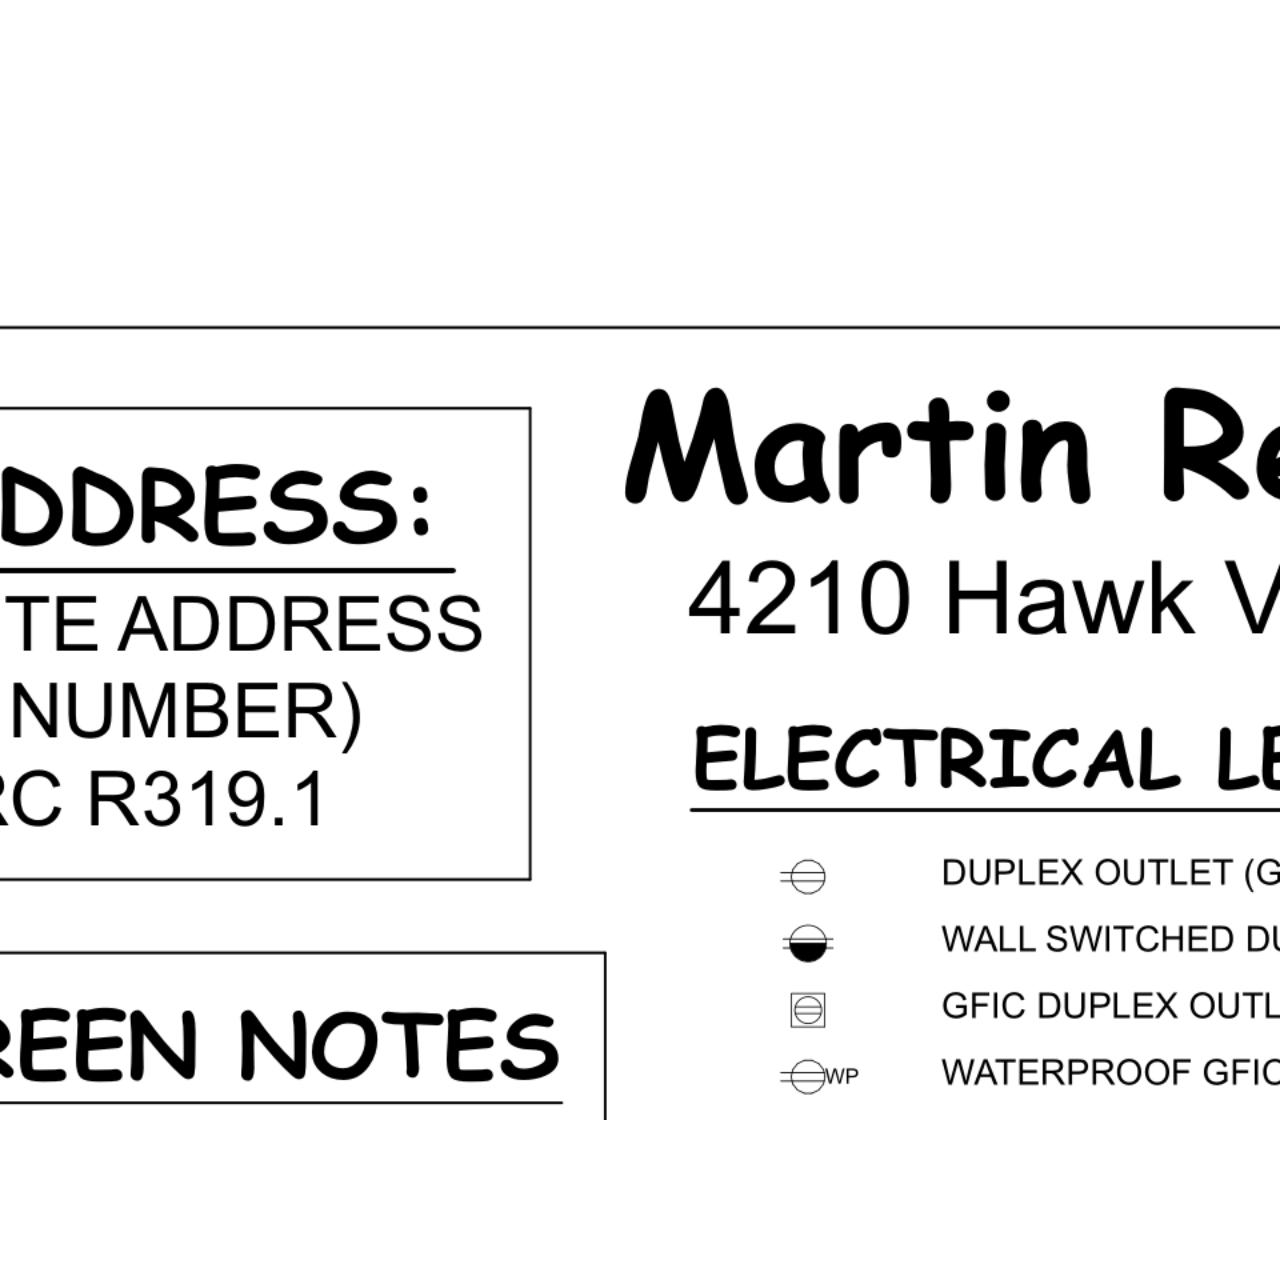 DDRESS:
TE ADDRESS
NUMBER)
RC R319.1
REEN NOTES
Martin Re
4210 Hawk V
ELECTRICAL LE
DUPLEX OUTLET (G
WALL SWITCHED DU
GFIC DUPLEX OUTL
WP WATERPROOF GFIC